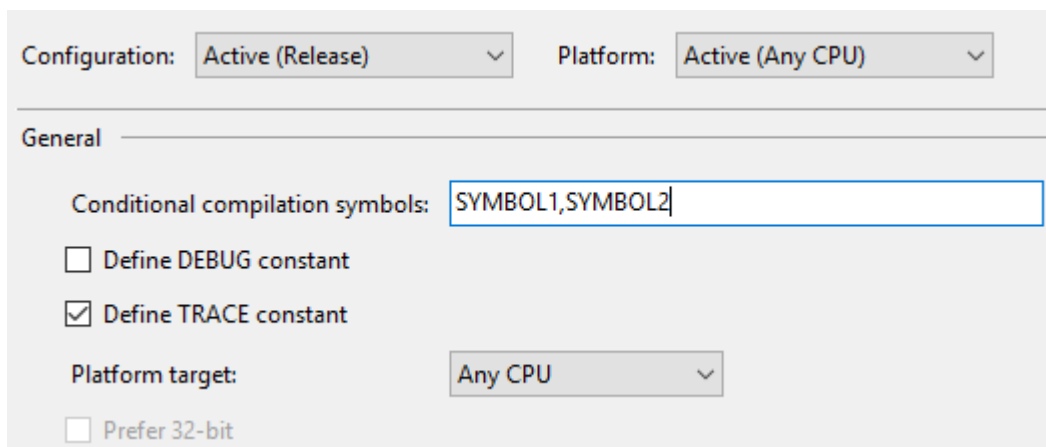 Configuration: Active (Release) Platform: Active (Any CPU)
General
Conditional compilation symbols: SYMBOL1,SYMBOL2
Define DEBUG constant
Define TRACE constant
Platform target: Any CPU
Prefer 32-bit